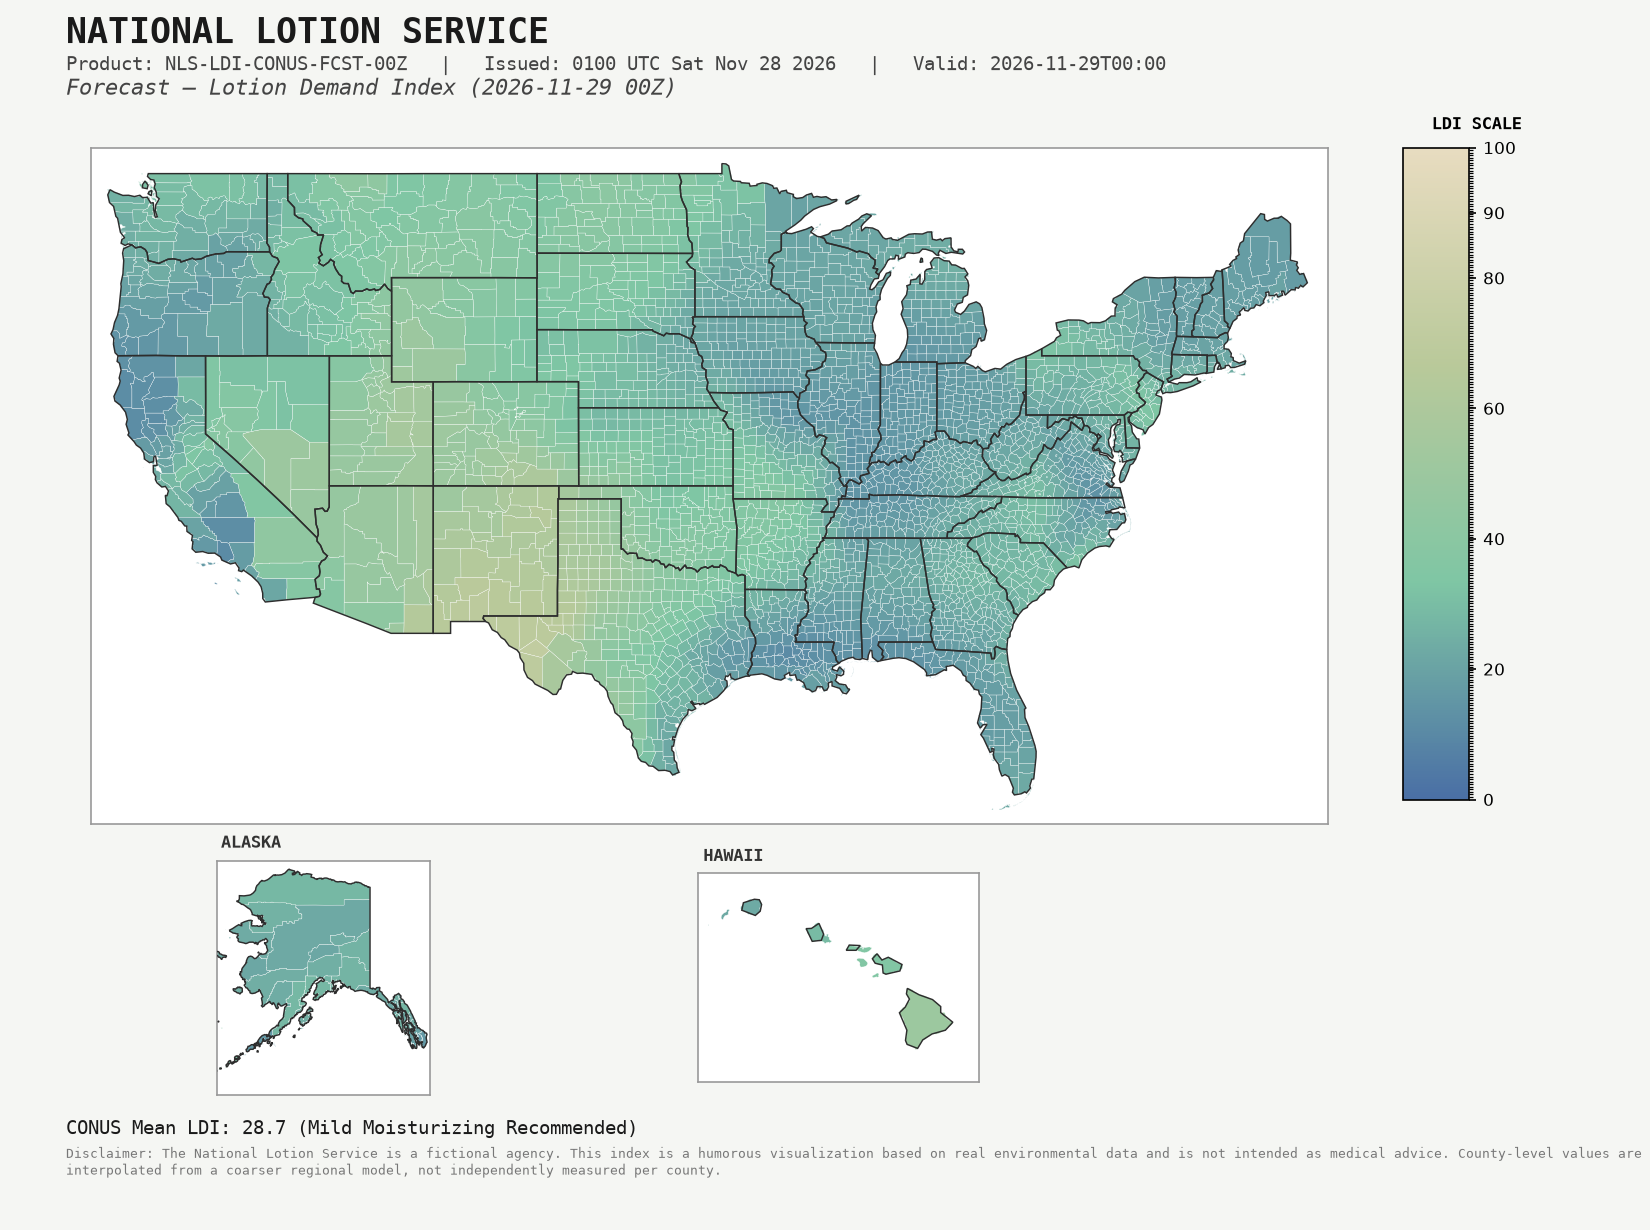 NATIONAL LOTION SERVICE
Product: NLS-LDI-CONUS-FCST-00Z | Issued: 0100 UTC Sat Nov 28 2026 | Valid: 2026-11-29T00:00
Forecast — Lotion Demand Index (2026-11-29 00Z)
LDI SCALE
100
90
80
60
40
20
0
ALASKA
HAWAII
CONUS Mean LDI: 28.7 (Mild Moisturizing Recommended)
Disclaimer: The National Lotion Service is a fictional agency. This index is a humorous visualization based on real environmental data and is not intended as medical advice. County-level values are
interpolated from a coarser regional model, not independently measured per county.